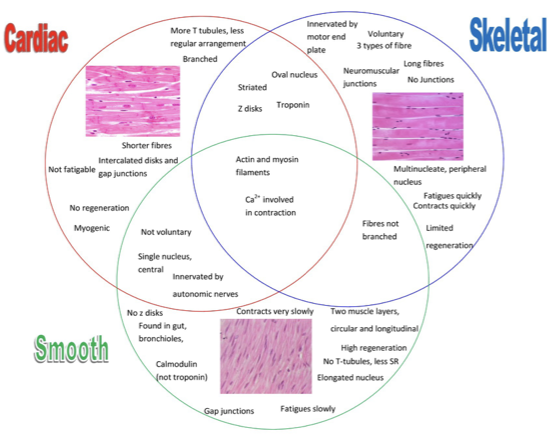 Cardiac
Skeletal
More T tubules, less
regular arrangement
Branched
Innervated by
motor end
plate
Voluntary
3 types of fibre
Neuromuscular
junctions
Long fibres
No Junctions
Oval nucleus
Striated
Z disks
Troponin
Shorter fibres
Intercalated disks and
gap junctions
Not fatigable
No regeneration
Myogenic
Actin and myosin
filaments
Ca2+ involved
in contraction
Multinucleate, peripheral
nucleus
Fatigues quickly
Contracts quickly
Limited
regeneration
Fibres not
branched
Not voluntary
Single nucleus,
central
Innervated by
autonomic nerves
Smooth
No z disks
Found in gut,
bronchioles,
Calmodulin
(not troponin)
Contracts very slowly
Two muscle layers,
circular and longitudinal
High regeneration
No T-tubules, less SR
Elongated nucleus
Gap junctions
Fatigues slowly